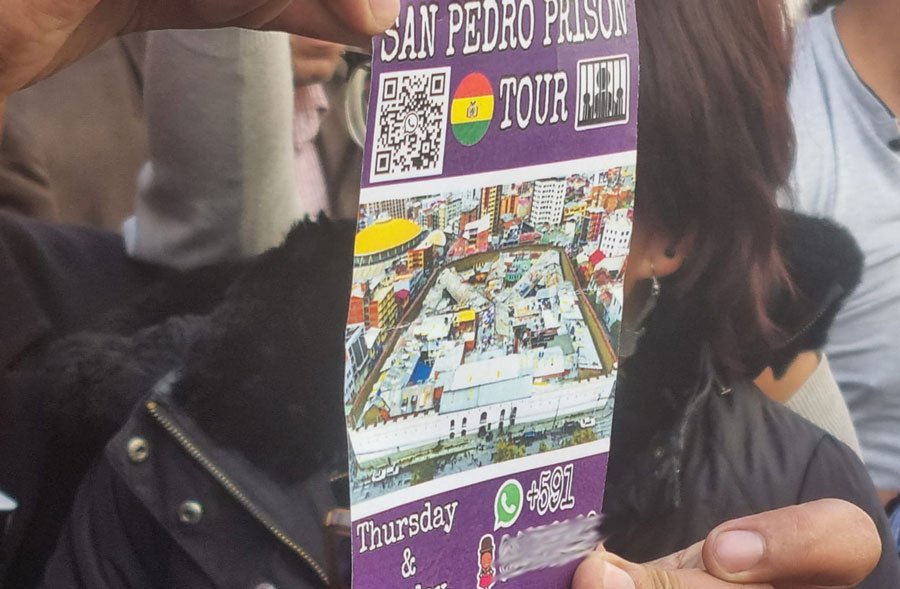 SAN PEDRO PRISON
TOUR
Thursday
&
+591